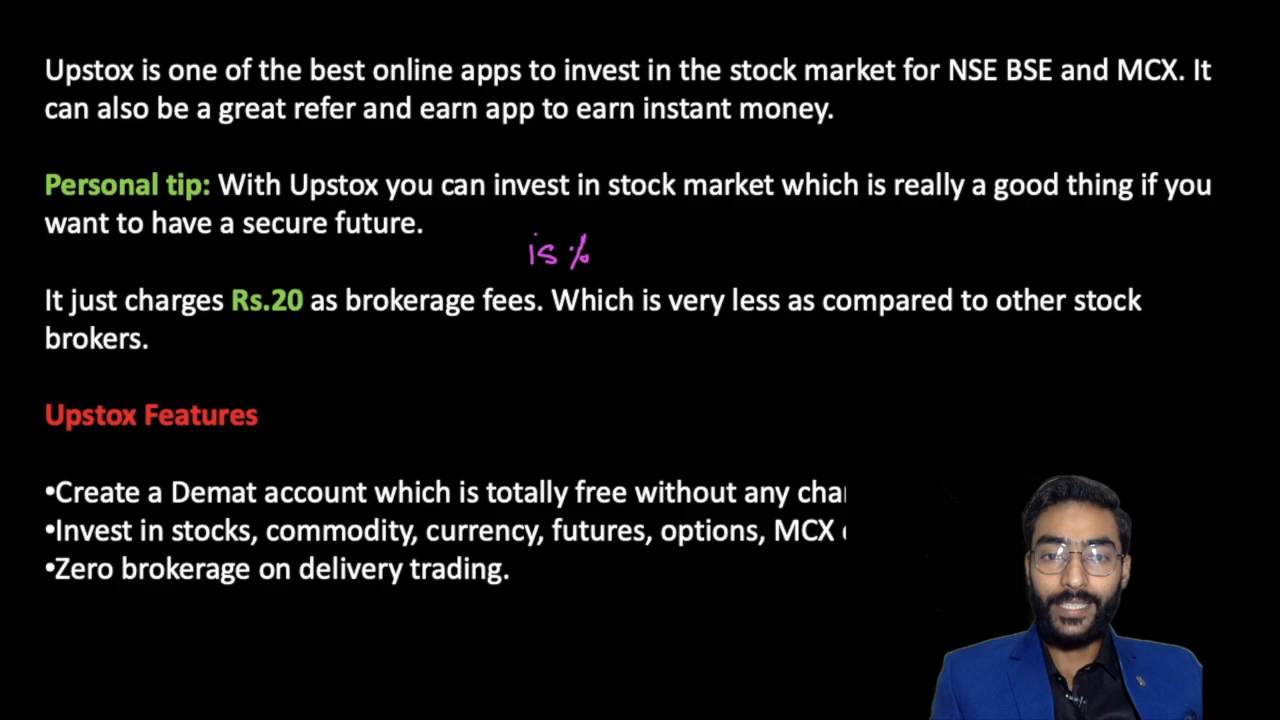 Upstox is one of the best online apps to invest in the stock market for NSE BSE and MCX. It
can also be a great refer and earn app to earn instant money.
Personal tip: With Upstox you can invest in stock market which is really a good thing if you
want to have a secure future.
is %
It just charges Rs.20 as brokerage fees. Which is very less as compared to other stock
brokers.
Upstox Features
•Create a Demat account which is totally free without any
•Invest in stocks, commodity, currency, futures, options, MCX
•Zero brokerage on delivery trading.